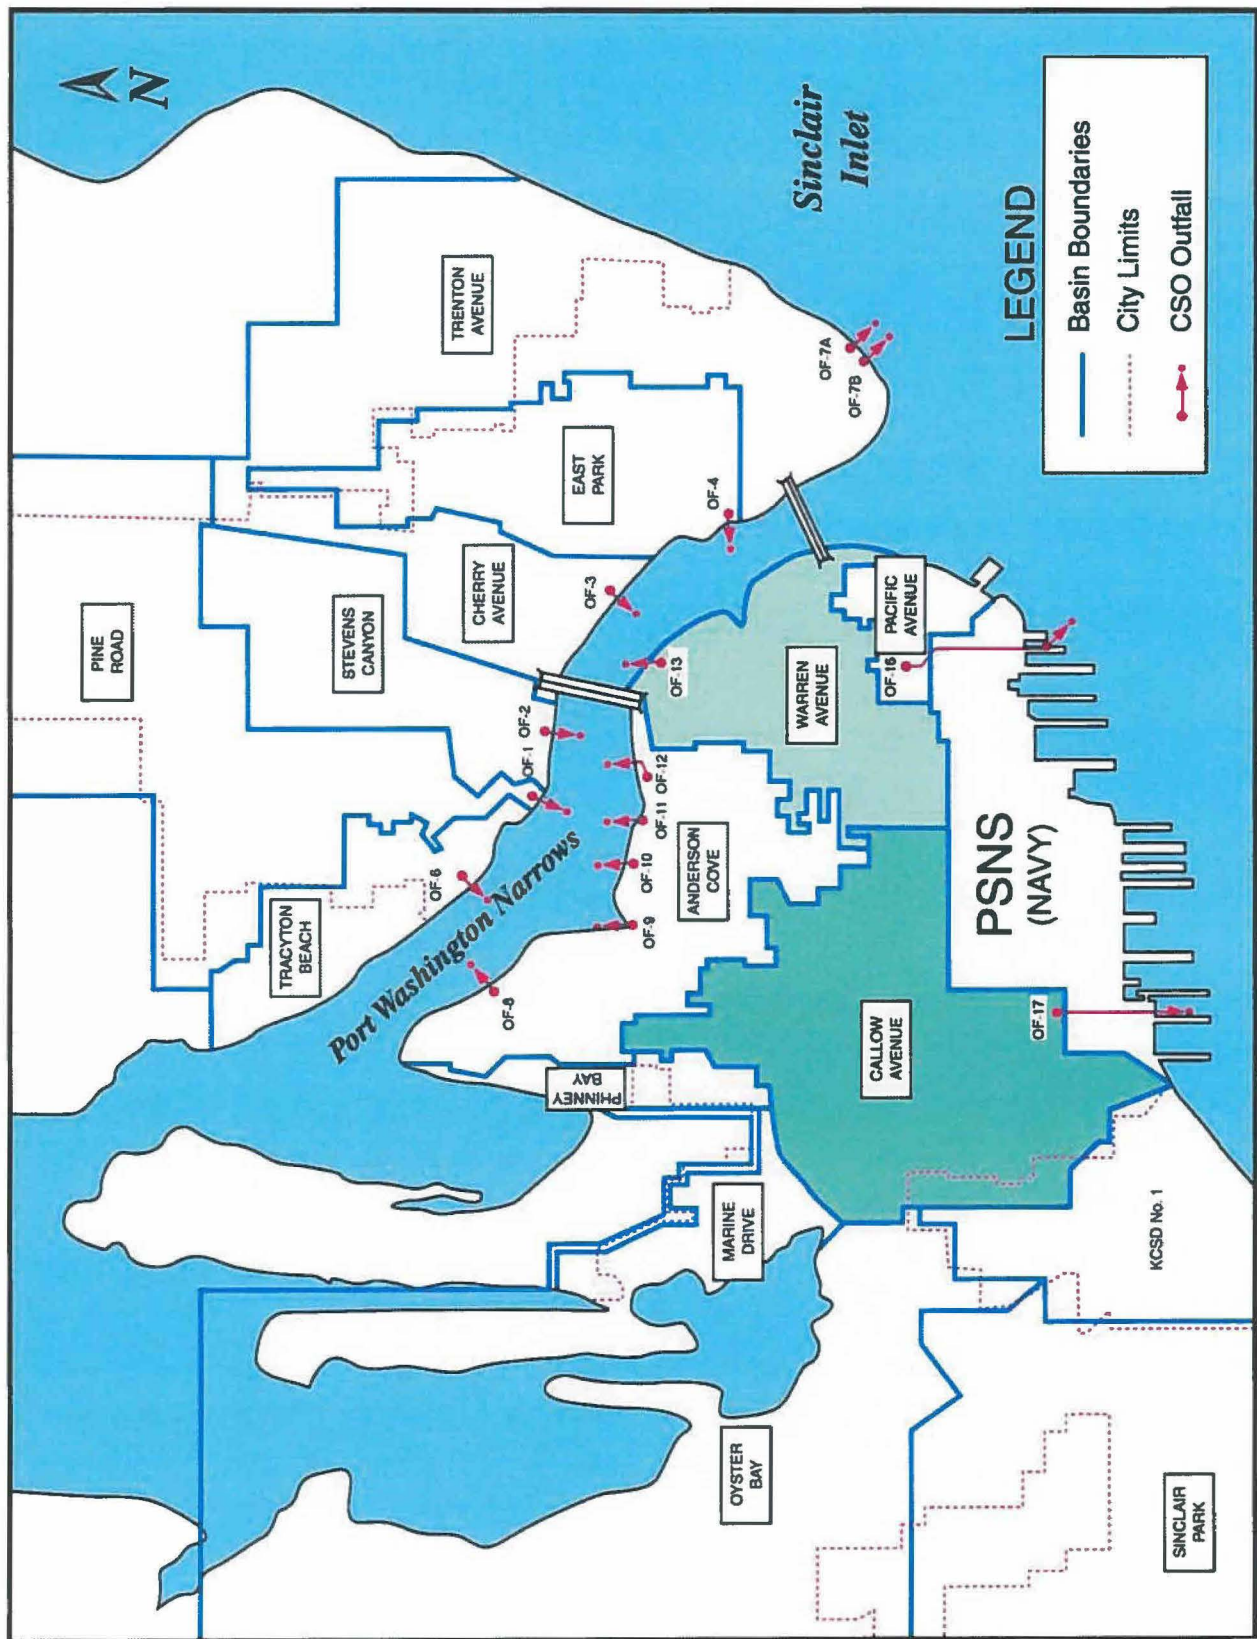 N
Sinclair
Inlet
PINE
ROAD
TRENTON
AVENUE
STEVENS
CANYON
CHERRY
AVENUE
EAST
PARK
TRACYTON
BEACH
OF-6
OF-1
OF-2
OF-3
OF-4
OF-7A
OF-7B
Port Washington Narrows
OF-8
OF-9
OF-10
OF-11
OF-12
OF-13
PHINNEY
BAY
ANDERSON
COVE
WARREN
AVENUE
PACIFIC
AVENUE
OF-16
MARINE
DRIVE
CALLOW
AVENUE
OF-17
PSNS
(NAVY)
OYSTER
BAY
KCSD No. 1
SINCLAIR
PARK
LEGEND
Basin Boundaries
City Limits
CSO Outfall